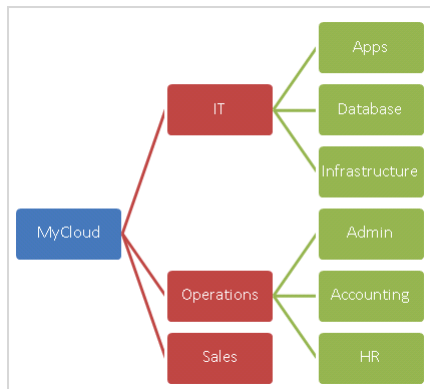 MyCloud
IT
Apps
Database
Infrastructure
Operations
Admin
Accounting
HR
Sales